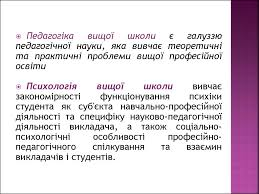 Педагогіка вищої школи є галуззю
педагогічної науки, яка вивчає теоретичні
та практичні проблеми вищої професійної
освіти
Психологія вищої школи вивчає
закономірності функціонування психіки
студента як суб'єкта навчально-професійної
діяльності та специфіку науково-педагогічної
діяльності викладача, а також соціально-
психологічні особливості професійно-
педагогічного спілкування та взаємин
викладачів і студентів.